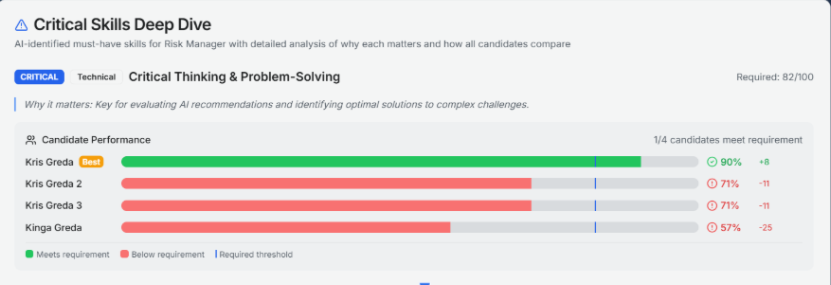 Critical Skills Deep Dive
AI-identified must-have skills for Risk Manager with detailed analysis of why each matters and how all candidates compare
CRITICAL Technical Critical Thinking & Problem-Solving Required: 82/100
Why it matters: Key for evaluating AI recommendations and identifying optimal solutions to complex challenges.
Candidate Performance 1/4 candidates meet requirement
Kris Greda Best 90% +8
Kris Greda 2 71% -11
Kris Greda 3 71% -11
Kinga Greda 57% -25
Meets requirement Below requirement Required threshold